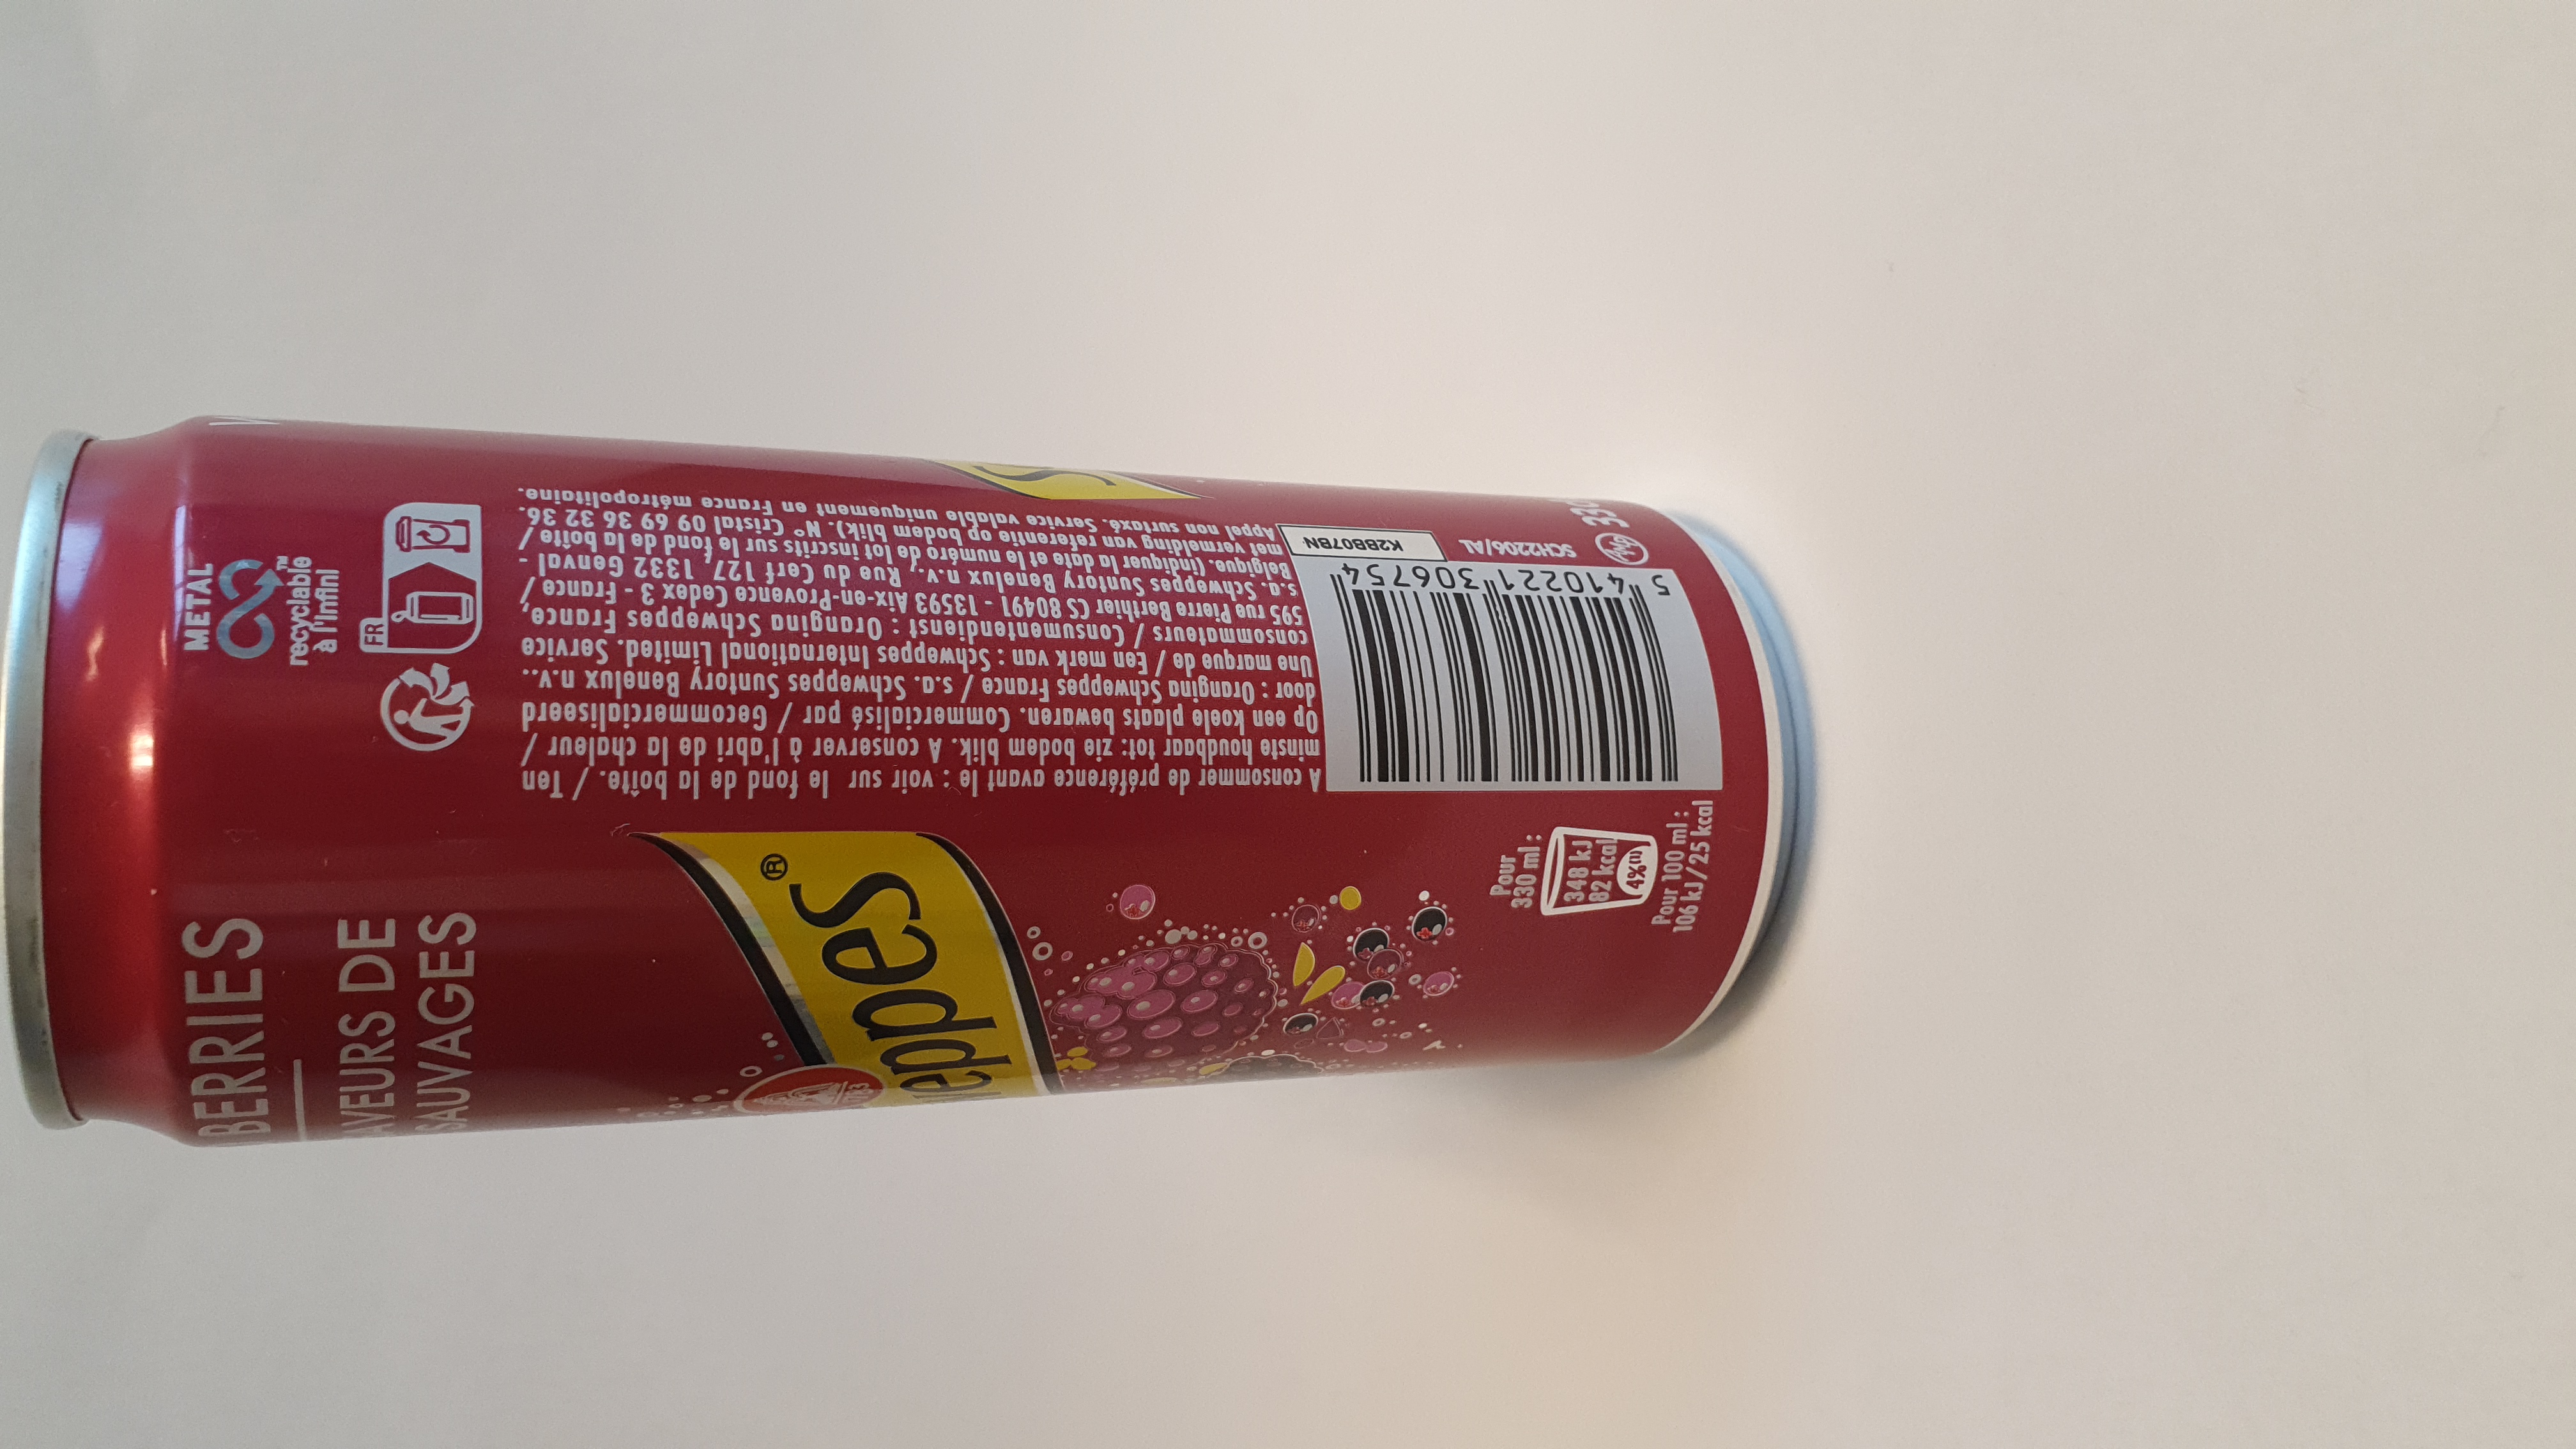 BERRIES
AVEURS DE
SAUVAGES
METAL
™
recyclable
à l'infini
FR
eppes®
A consommer de préférence avant le : voir sur le fond de la boîte. / Ten
minste houdbaar tot: zie bodem blik. A conserver à l'abri de la chaleur /
Op een koele plaats bewaren. Commercialisé par / Gecommercialiseerd
door : Orangina Schweppes France / s.a. Schweppes Suntory Benelux n.v..
Une marque de / Een merk van : Schweppes International Limited. Service
consommateurs / Consumentendienst : Orangina Schweppes France,
595 rue Pierre Berthier CS 80491 - 13593 Aix-en-Provence Cedex 3 - France /
s.a. Schweppes Suntory Benelux n.v., Rue du Cerf 127, 1332 Genval -
Belgique. (indiquer la date et le numéro de lot inscrits sur le fond de la boîte /
met vermelding van referentie op bodem blik). N° Cristal 09 69 36 32 36.
Appel non surtaxé. Service valable uniquement en France métropolitaine.
5 410221 306754
K2BB07BN
SCH2206/AL
33c
Pour
330 ml :
348 kJ
82 kcal
4%(1)
Pour 100 ml :
106 kJ/25 kcal